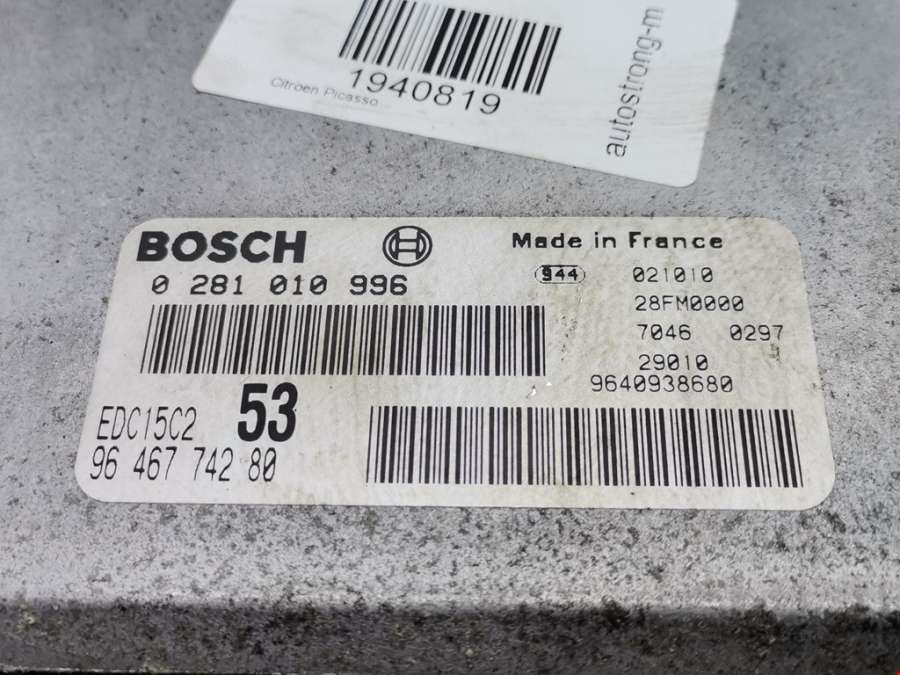 1940819
Citroen Picasso
autostrong-m
BOSCH
Made in France
0 281 010 996
944
021010
28FM0000
7046 0297
29010
9640938680
EDC15C2 53
96 467 742 80